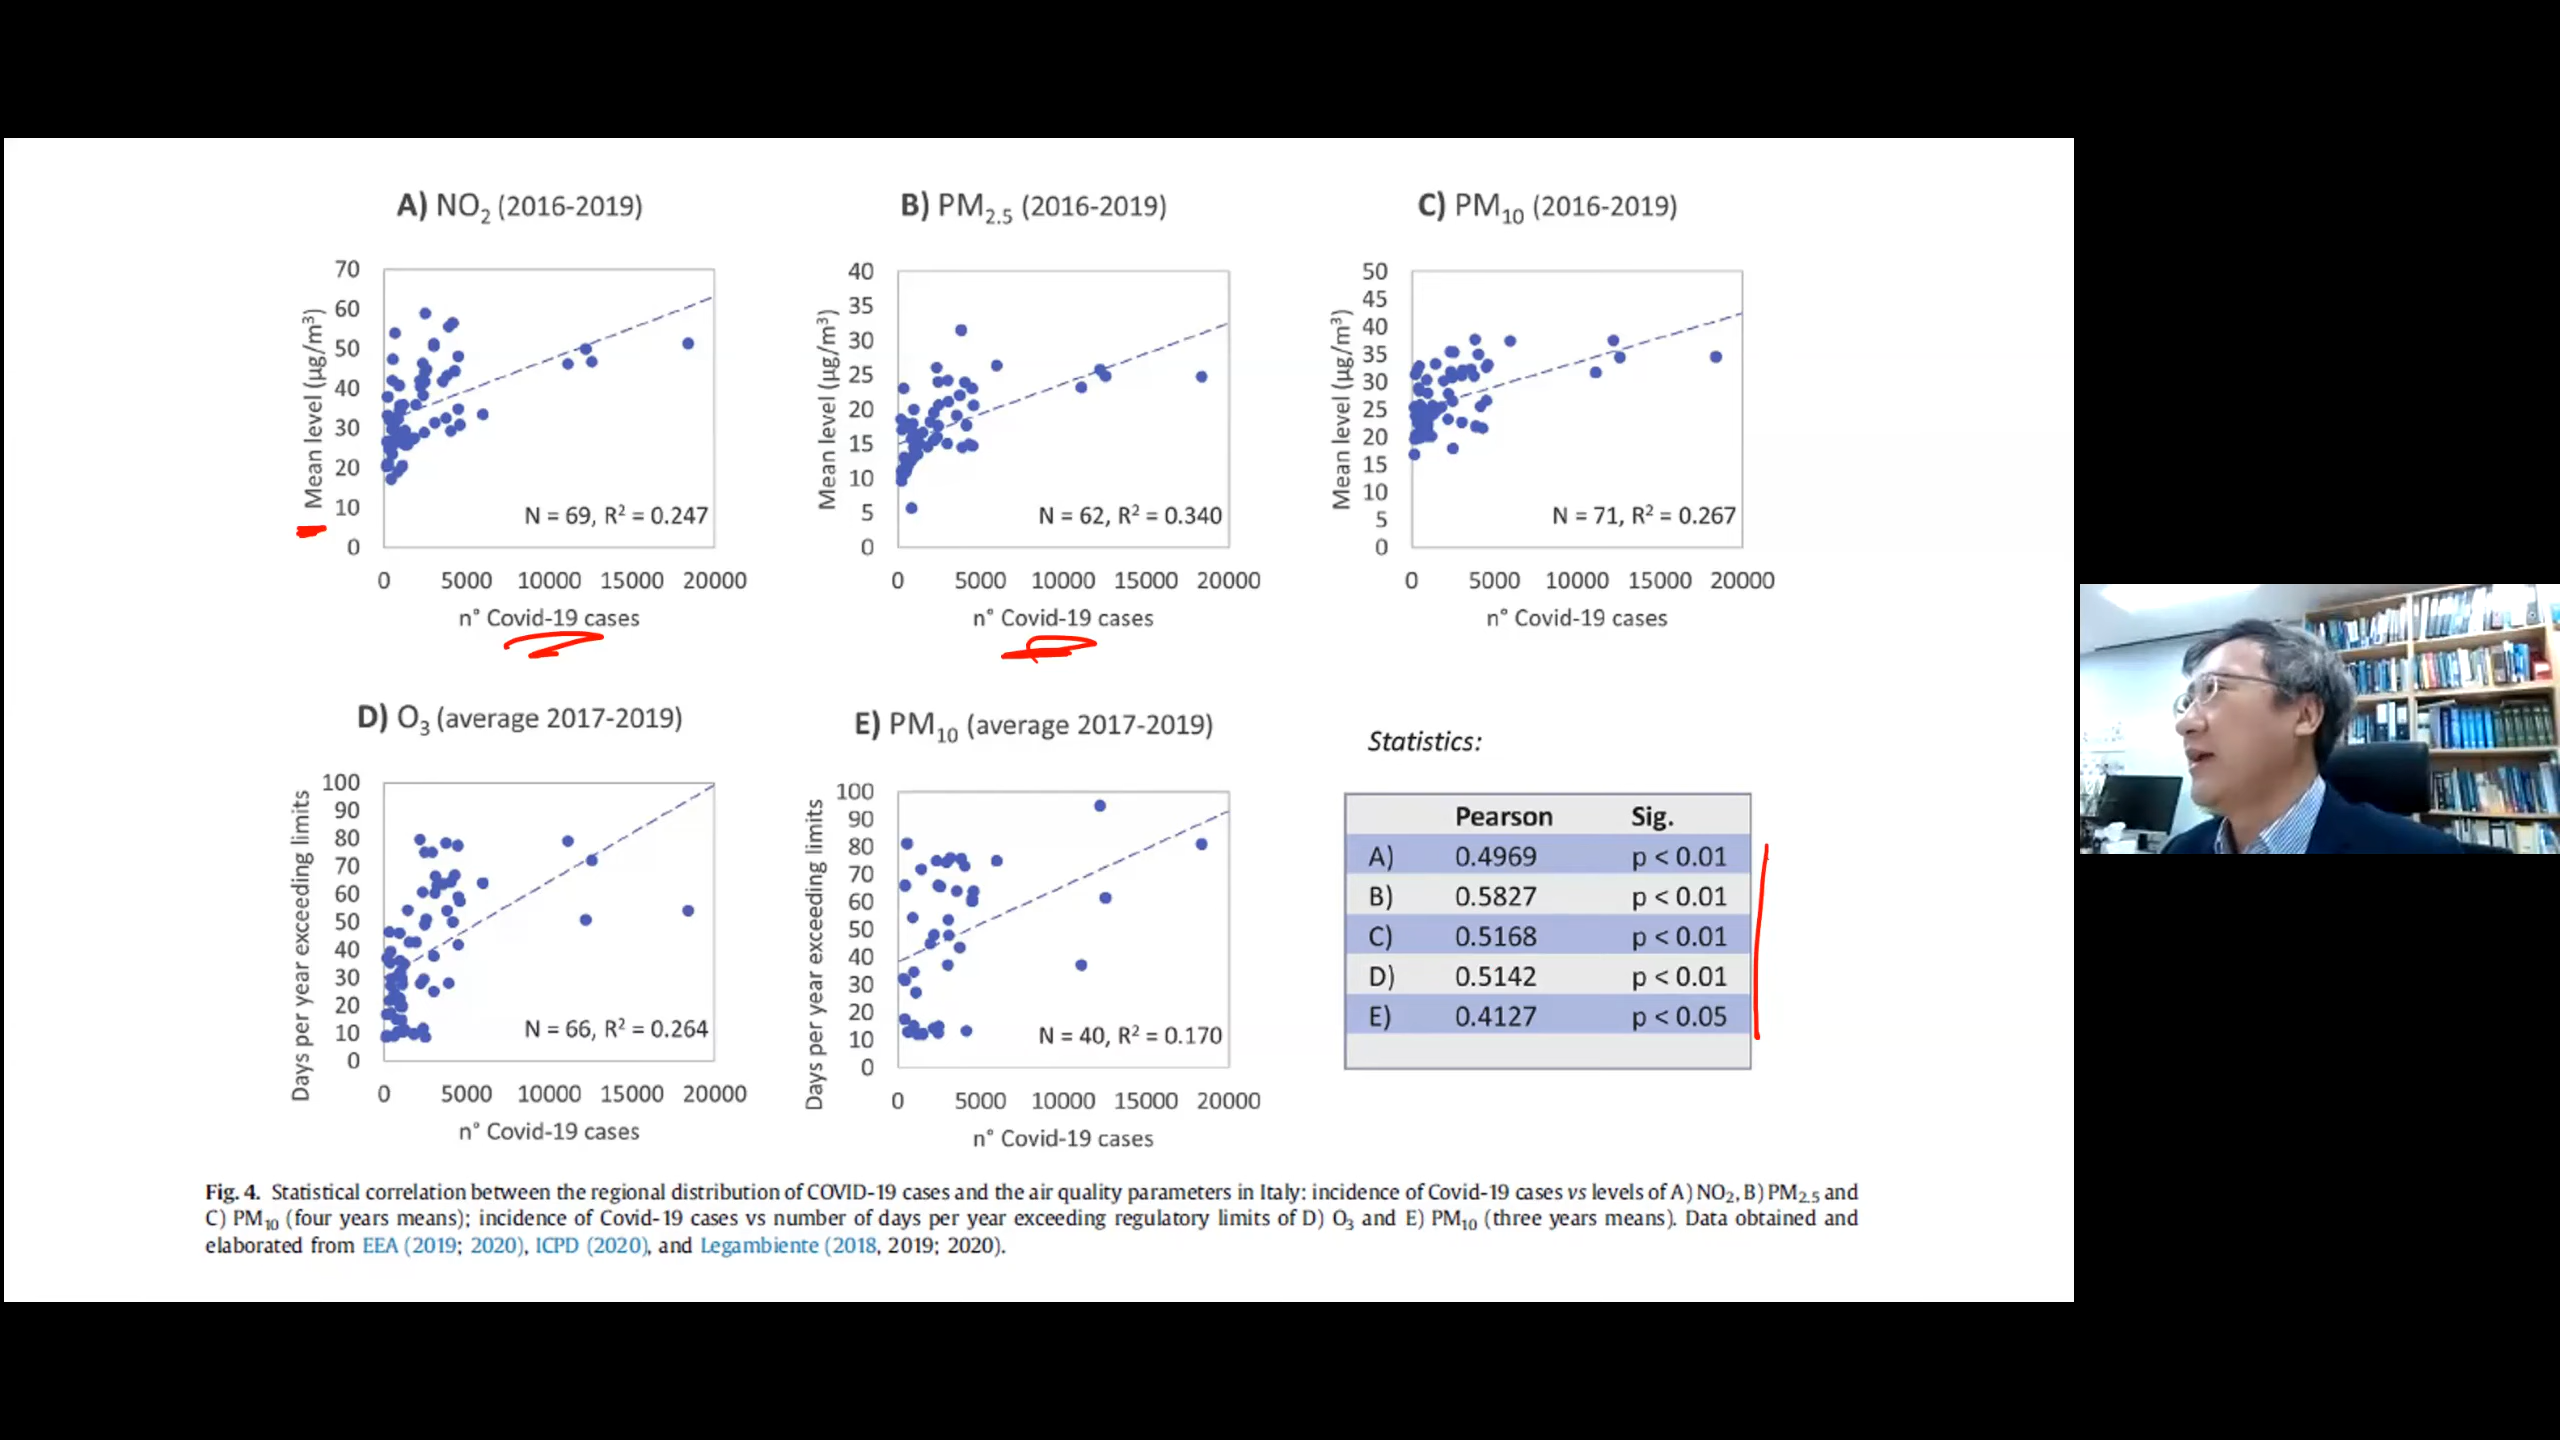 A) NO2 (2016-2019)
Mean level (µg/m³)
70
60
50
40
30
20
10
0
N = 69, R² = 0.247
0 5000 10000 15000 20000
n° Covid-19 cases
B) PM2.5 (2016-2019)
Mean level (µg/m³)
40
35
30
25
20
15
10
5
0
N = 62, R² = 0.340
0 5000 10000 15000 20000
n° Covid-19 cases
C) PM10 (2016-2019)
Mean level (µg/m³)
50
45
40
35
30
25
20
15
10
5
0
N = 71, R² = 0.267
0 5000 10000 15000 20000
n° Covid-19 cases
D) O3 (average 2017-2019)
Days per year exceeding limits
100
90
80
70
60
50
40
30
20
10
0
N = 66, R² = 0.264
0 5000 10000 15000 20000
n° Covid-19 cases
E) PM10 (average 2017-2019)
Days per year exceeding limits
100
90
80
70
60
50
40
30
20
10
0
N = 40, R² = 0.170
0 5000 10000 15000 20000
n° Covid-19 cases
Statistics:
Pearson Sig.
A) 0.4969 p < 0.01
B) 0.5827 p < 0.01
C) 0.5168 p < 0.01
D) 0.5142 p < 0.01
E) 0.4127 p < 0.05
Fig. 4. Statistical correlation between the regional distribution of COVID-19 cases and the air quality parameters in Italy: incidence of Covid-19 cases vs levels of A) NO2, B) PM2.5 and
C) PM10 (four years means); incidence of Covid-19 cases vs number of days per year exceeding regulatory limits of D) O3 and E) PM10 (three years means). Data obtained and
elaborated from EEA (2019; 2020), ICPD (2020), and Legambiente (2018, 2019; 2020).